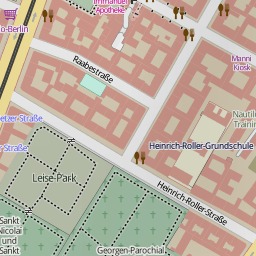 Immanuel
Apotheke
o-Berlin
Manni
Kiosk
Raabestraße
Nautil
Trainin
etzer Straße
Straße
Heinrich-Roller-Grundschule
Leise-Park
Heinrich-Roller-Straße
Sankt
Nicolai
und
Sankt
Georgen-Parochial